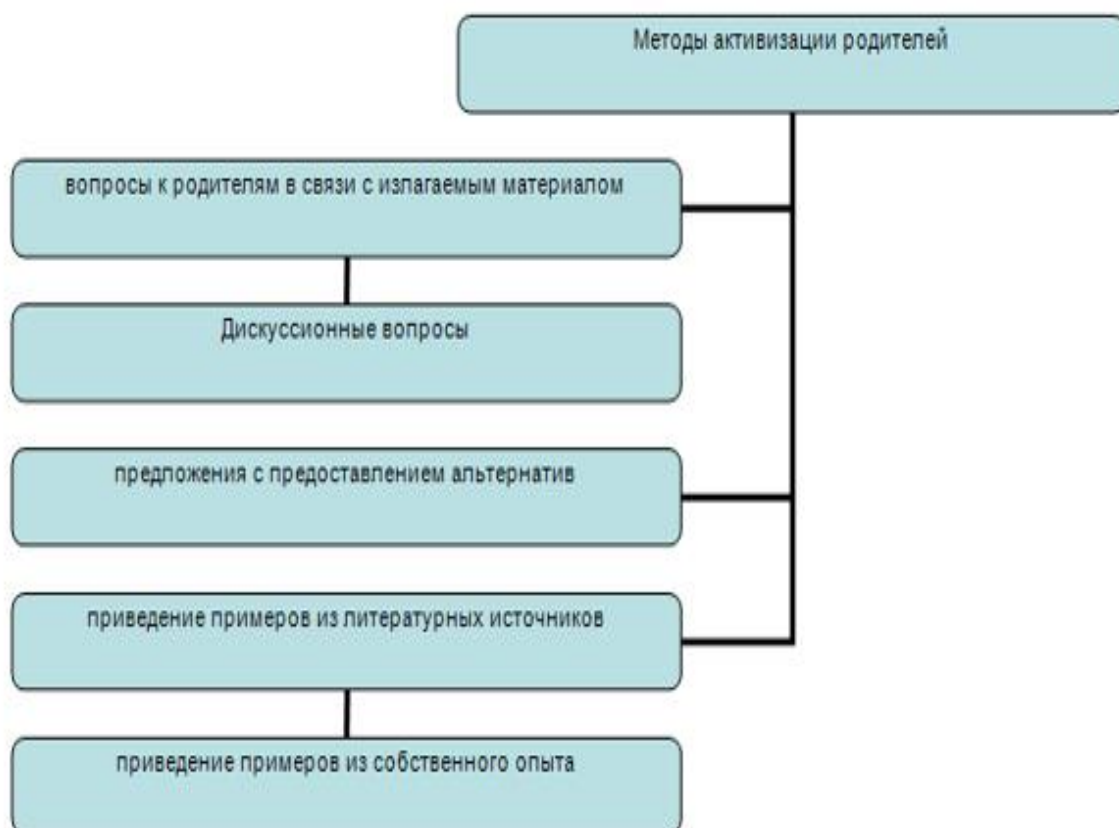 Методы активизации родителей
вопросы к родителям в связи с излагаемым материалом
Дискуссионные вопросы
предложения с предоставлением альтернатив
приведение примеров из литературных источников
приведение примеров из собственного опыта